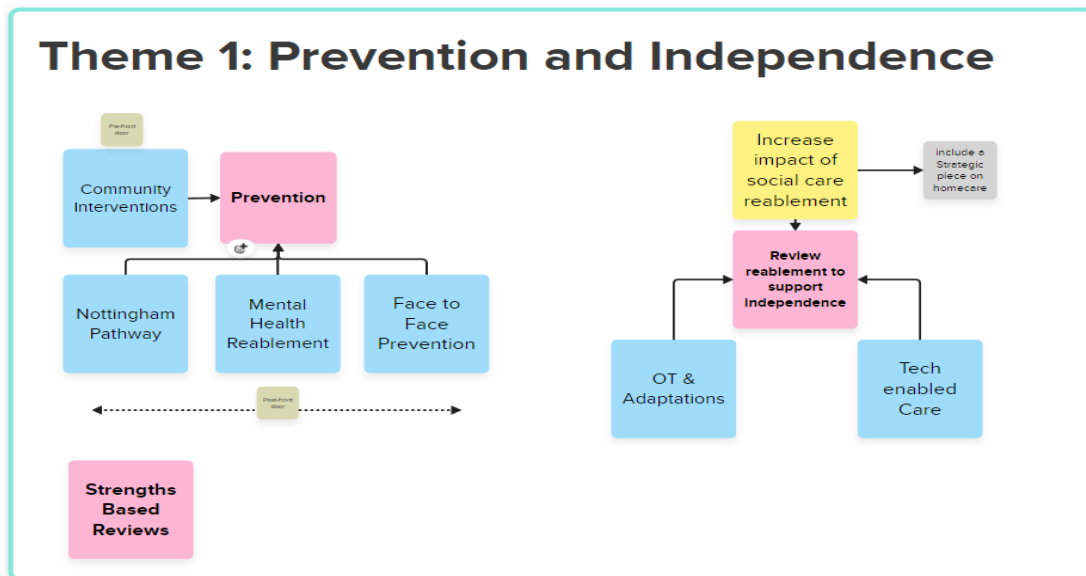 Theme 1: Prevention and Independence
Pre-front
door
Community
Interventions
Prevention
Nottingham
Pathway
Mental
Health
Reablement
Face to
Face
Prevention
Post-front
door
Strengths
Based
Reviews
Increase
impact of
social care
reablement
include a
Strategic
piece on
homecare
Review
reablement to
support
independence
OT &
Adaptations
Tech
enabled
Care